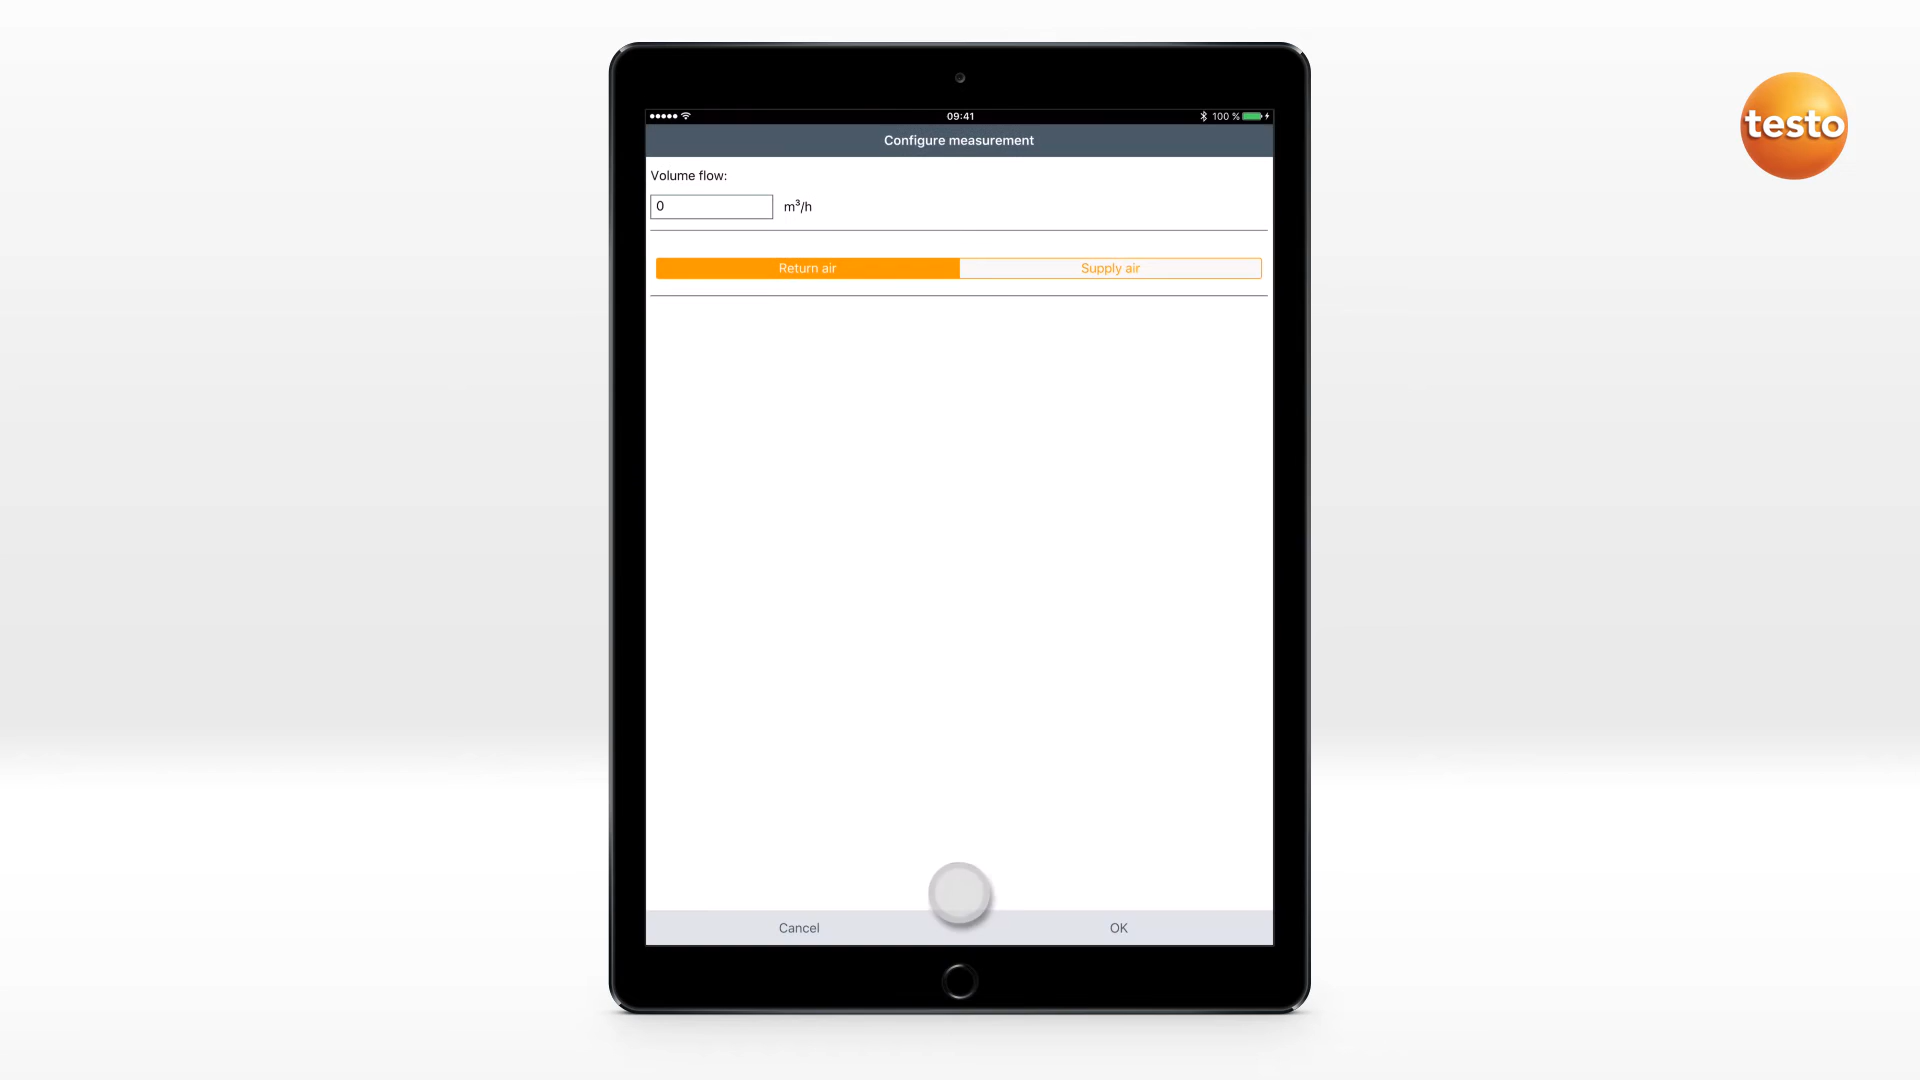 09:41
100 %
Configure measurement
Volume flow:
0 m³/h
Return air
Supply air
Cancel
OK
testo